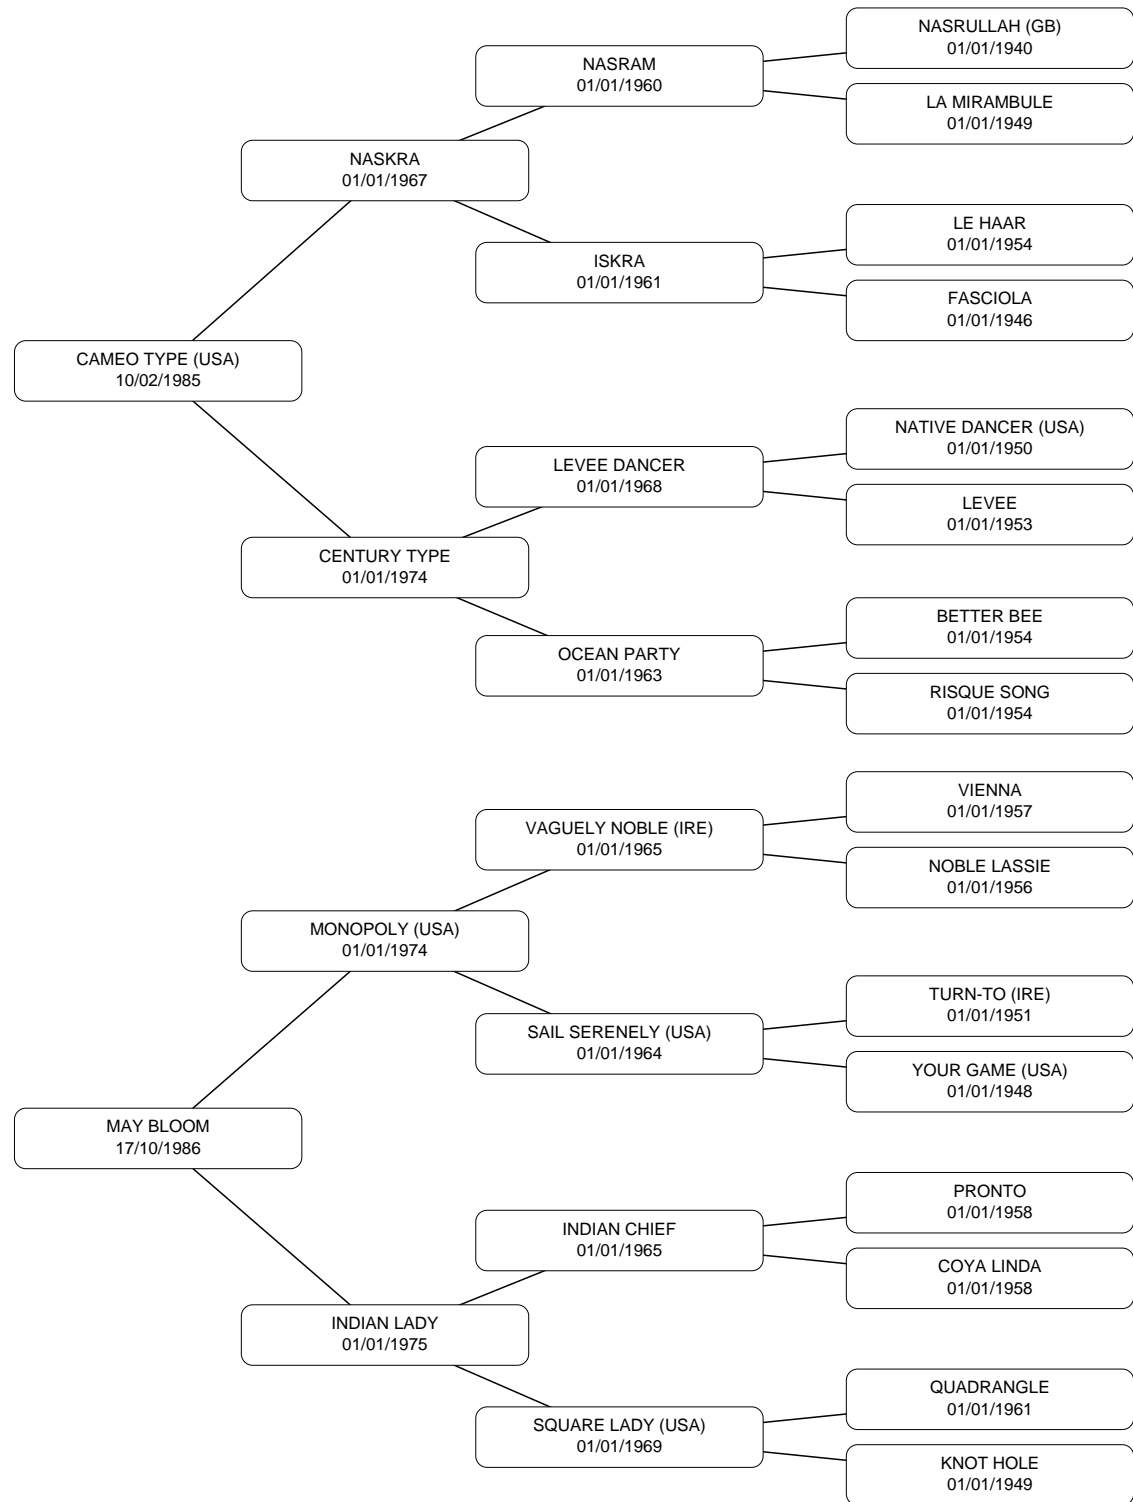 NASRULLAH (GB)
01/01/1940
NASRAM
01/01/1960
LA MIRAMBULE
01/01/1949
NASKRA
01/01/1967
LE HAAR
01/01/1954
ISKRA
01/01/1961
FASCIOLA
01/01/1946
CAMEO TYPE (USA)
10/02/1985
NATIVE DANCER (USA)
01/01/1950
LEVEE DANCER
01/01/1968
LEVEE
01/01/1953
CENTURY TYPE
01/01/1974
BETTER BEE
01/01/1954
OCEAN PARTY
01/01/1963
RISQUE SONG
01/01/1954
VIENNA
01/01/1957
VAGUELY NOBLE (IRE)
01/01/1965
NOBLE LASSIE
01/01/1956
MONOPOLY (USA)
01/01/1974
TURN-TO (IRE)
01/01/1951
SAIL SERENELY (USA)
01/01/1964
YOUR GAME (USA)
01/01/1948
MAY BLOOM
17/10/1986
PRONTO
01/01/1958
INDIAN CHIEF
01/01/1965
COYA LINDA
01/01/1958
INDIAN LADY
01/01/1975
QUADRANGLE
01/01/1961
SQUARE LADY (USA)
01/01/1969
KNOT HOLE
01/01/1949